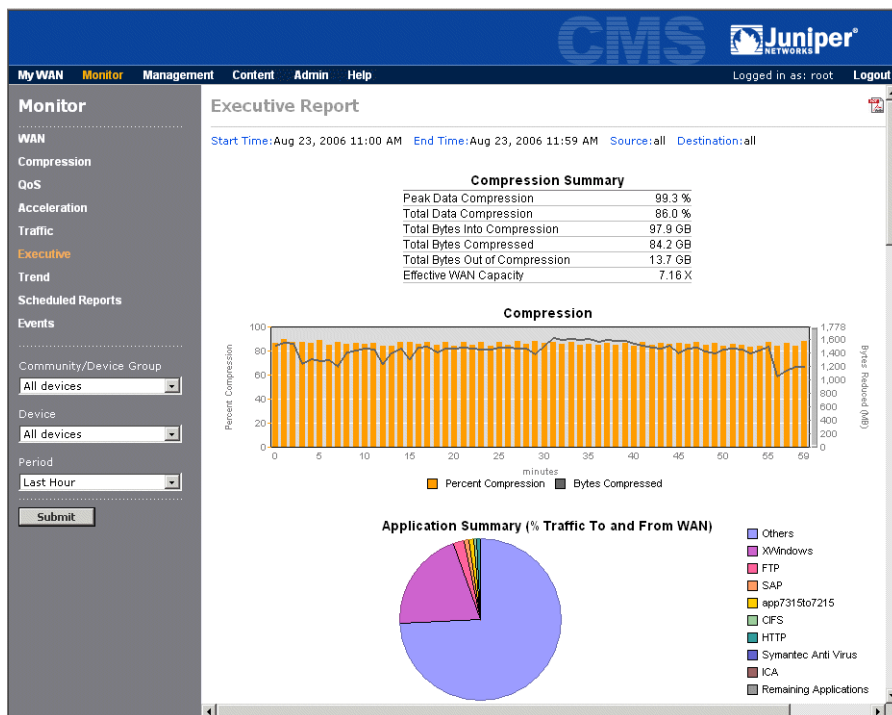 CMS
Juniper®
NETWORKS
My WAN Monitor Management Content Admin Help Logged in as: root Logout
Monitor
WAN
Compression
QoS
Acceleration
Traffic
Executive
Trend
Scheduled Reports
Events
Community/Device Group
All devices
Device
All devices
Period
Last Hour
Submit
Executive Report
Start Time:Aug 23, 2006 11:00 AM End Time:Aug 23, 2006 11:59 AM Source:all Destination:all
Compression Summary
Peak Data Compression 99.3 %
Total Data Compression 86.0 %
Total Bytes Into Compression 97.9 GB
Total Bytes Compressed 84.2 GB
Total Bytes Out of Compression 13.7 GB
Effective WAN Capacity 7.16 X
Compression
Percent Compression
100
80
60
40
20
0
1,778
1,600
1,400
1,200
1,000
800
600
400
200
0
Bytes Reduced (MB)
0 5 10 15 20 25 30 35 40 45 50 55 59
minutes
Percent Compression Bytes Compressed
Application Summary (% Traffic To and From WAN)
Others
XWindows
FTP
SAP
app7315to7215
CIFS
HTTP
Symantec Anti Virus
ICA
Remaining Applications